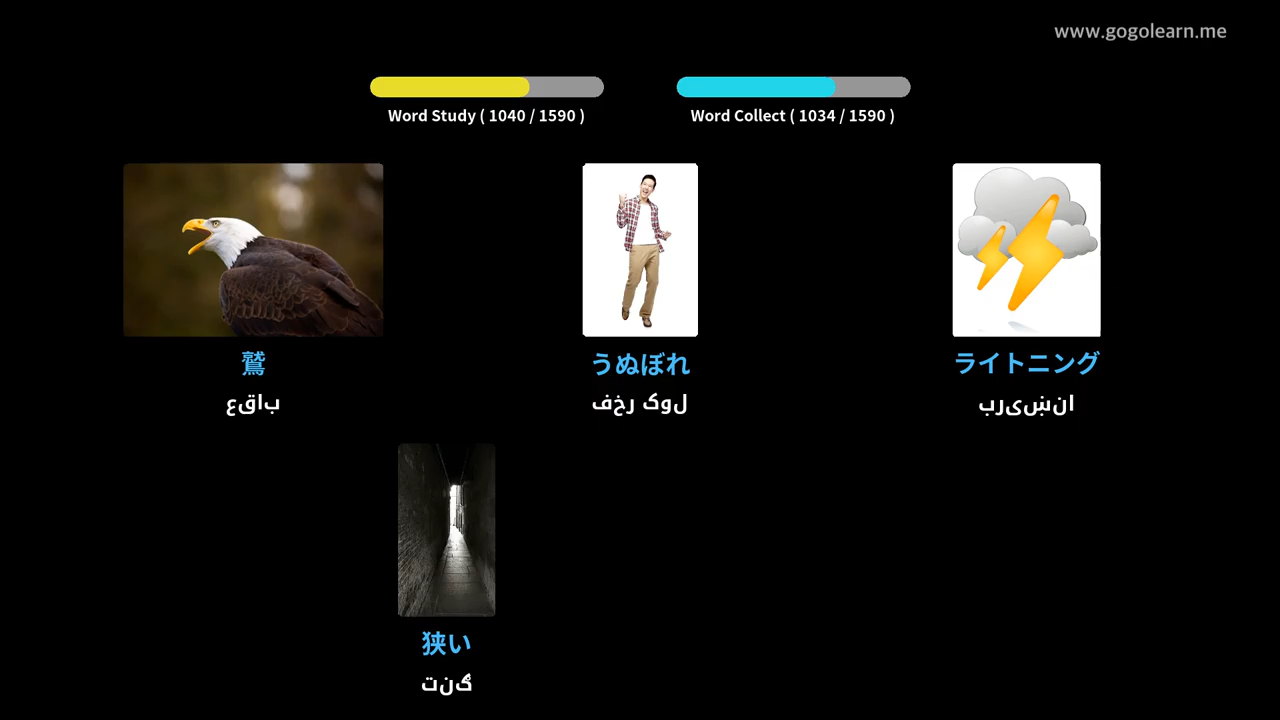 www.gogolearn.me
Word Study ( 1040 / 1590 )
Word Collect ( 1034 / 1590 )
鷲
うぬぼれ
ライトニング
باقع
لوک رخف
انښیرب
狭い
گنت